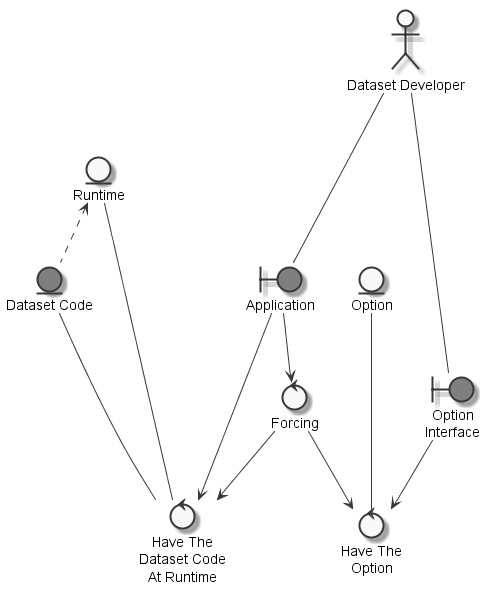 Dataset Developer
Runtime
Dataset Code
Application
Option
Option
Interface
Forcing
Have The
Dataset Code
At Runtime
Have The
Option